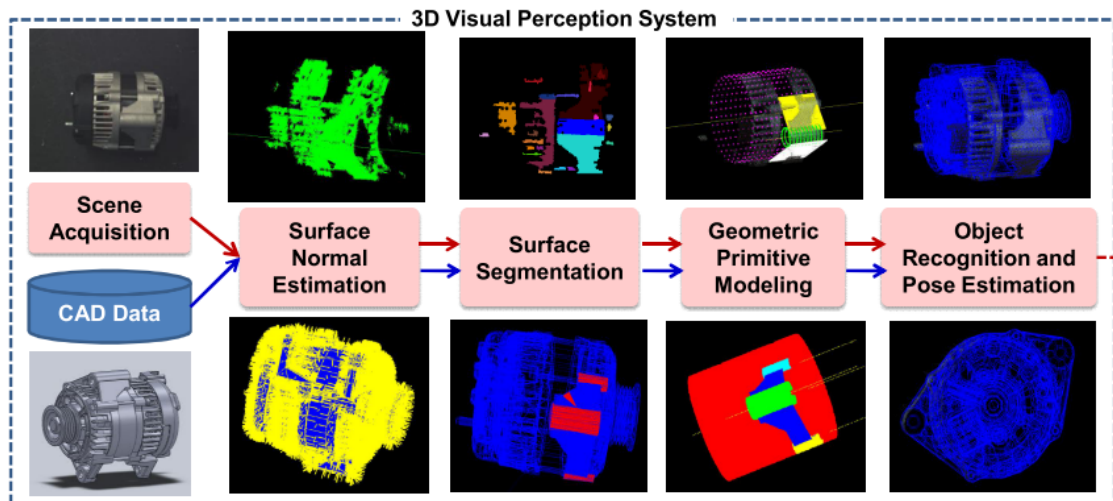 3D Visual Perception System
Scene
Acquisition
CAD Data
Surface
Normal
Estimation
Surface
Segmentation
Geometric
Primitive
Modeling
Object
Recognition and
Pose Estimation